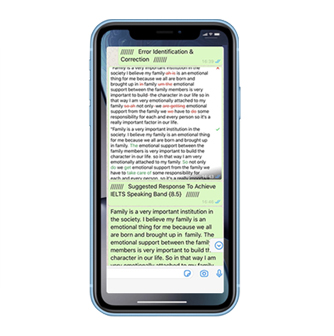 ////// Error Identification &
Correction //////
"Family is a very important institution in the
society I believe my family uh is is an emotional
thing for me because we all are born and
brought up in in family um the emotional
support between the family members is very
important to build the character in our life so in
that way i am very emotionally attached to my
family so uh not only we are getting emotional
support from the family we we have to do some
responsibility for each and every person so it's a
really important factor in our life.
"Family is a very important institution in
the society. I believe my family is an
emotional thing for me because we all
are born and brought up in the family.
The emotional support between the
family members is very important to
build the character in our life. so in that
way I am very emotionally attached to
my family. So not only
do we get emotional support from the
family but we have to take care of some
responsibility for each and every person so it's a really important
////// Suggested Response To Achieve
IELTS Speaking Band {8.5} //////
Family is a very important institution in
the society. I believe my family is an
emotional thing for me because we all
are born and brought up in the family.
The emotional support between the
family members is very important to
build the
character in our life. So in that way I am
very emotionally attached to my family